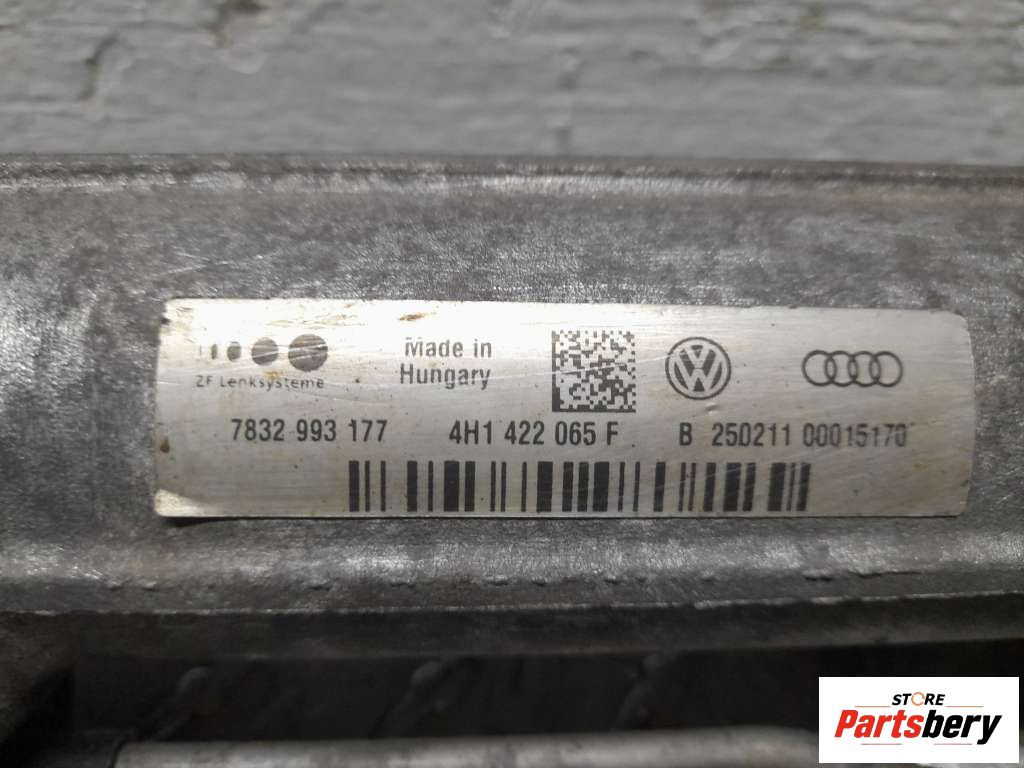 ZF Lenksysteme
Made in
Hungary
7832 993 177
4H1 422 065 F
B 250211 00015170
STORE
Partsbery